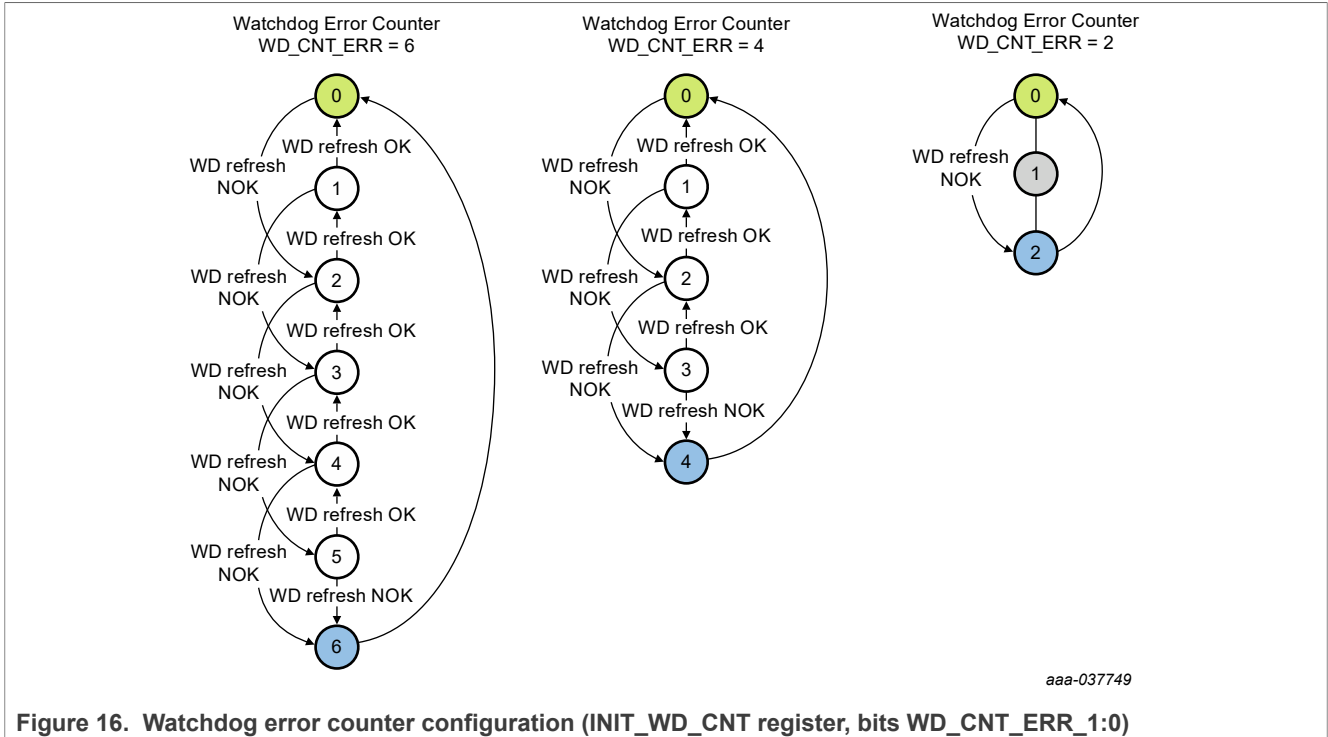 Watchdog Error Counter
WD_CNT_ERR = 6
0
WD refresh OK
WD refresh
NOK
1
WD refresh OK
WD refresh
NOK
2
WD refresh OK
WD refresh
NOK
3
WD refresh OK
WD refresh
NOK
4
WD refresh OK
WD refresh
NOK
5
WD refresh NOK
6
Watchdog Error Counter
WD_CNT_ERR = 4
0
WD refresh OK
WD refresh
NOK
1
WD refresh OK
WD refresh
NOK
2
WD refresh OK
WD refresh
NOK
3
WD refresh NOK
4
Watchdog Error Counter
WD_CNT_ERR = 2
0
WD refresh
NOK
1
2
aaa-037749
Figure 16. Watchdog error counter configuration (INIT_WD_CNT register, bits WD_CNT_ERR_1:0)